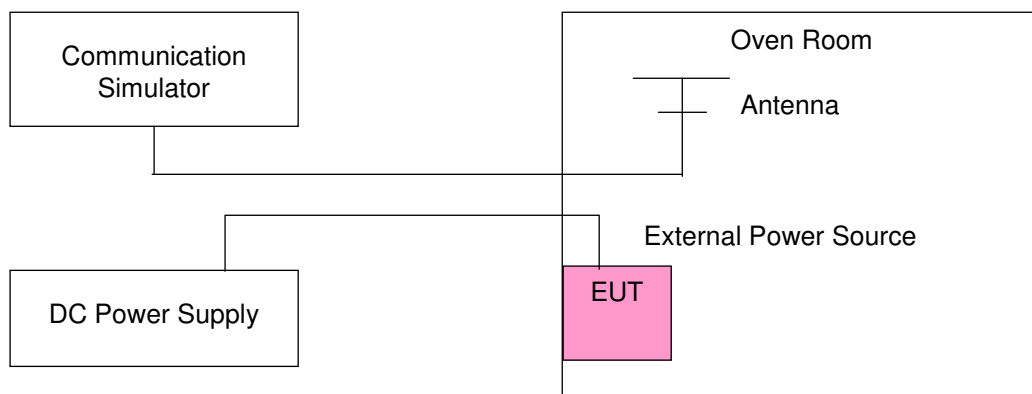 Communication
Simulator
Oven Room
Antenna
External Power Source
EUT
DC Power Supply